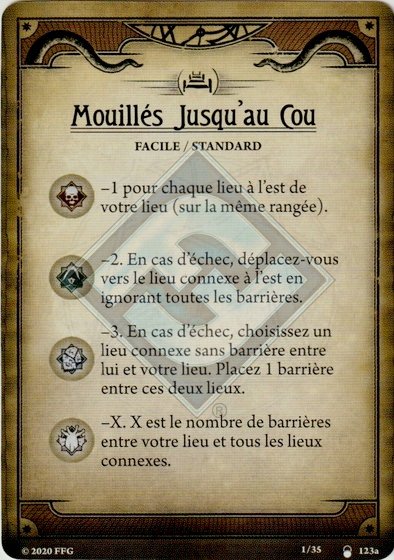 Mouillés Jusqu'au Cou
FACILE / STANDARD
–1 pour chaque lieu à l'est de
votre lieu (sur la même rangée).
–2. En cas d'échec, déplacez-vous
vers le lieu connexe à l'est en
ignorant toutes les barrières.
–3. En cas d'échec, choisissez un
lieu connexe sans barrière entre
lui et votre lieu. Placez 1 barrière
entre ces deux lieux.
–X. X est le nombre de barrières
entre votre lieu et tous les lieux
connexes.
®
© 2020 FFG 1/35 123a